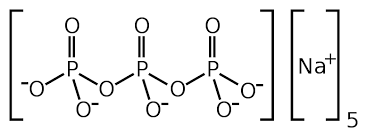 O O O
-O P O P O P O-
O- O- O-
Na+
5